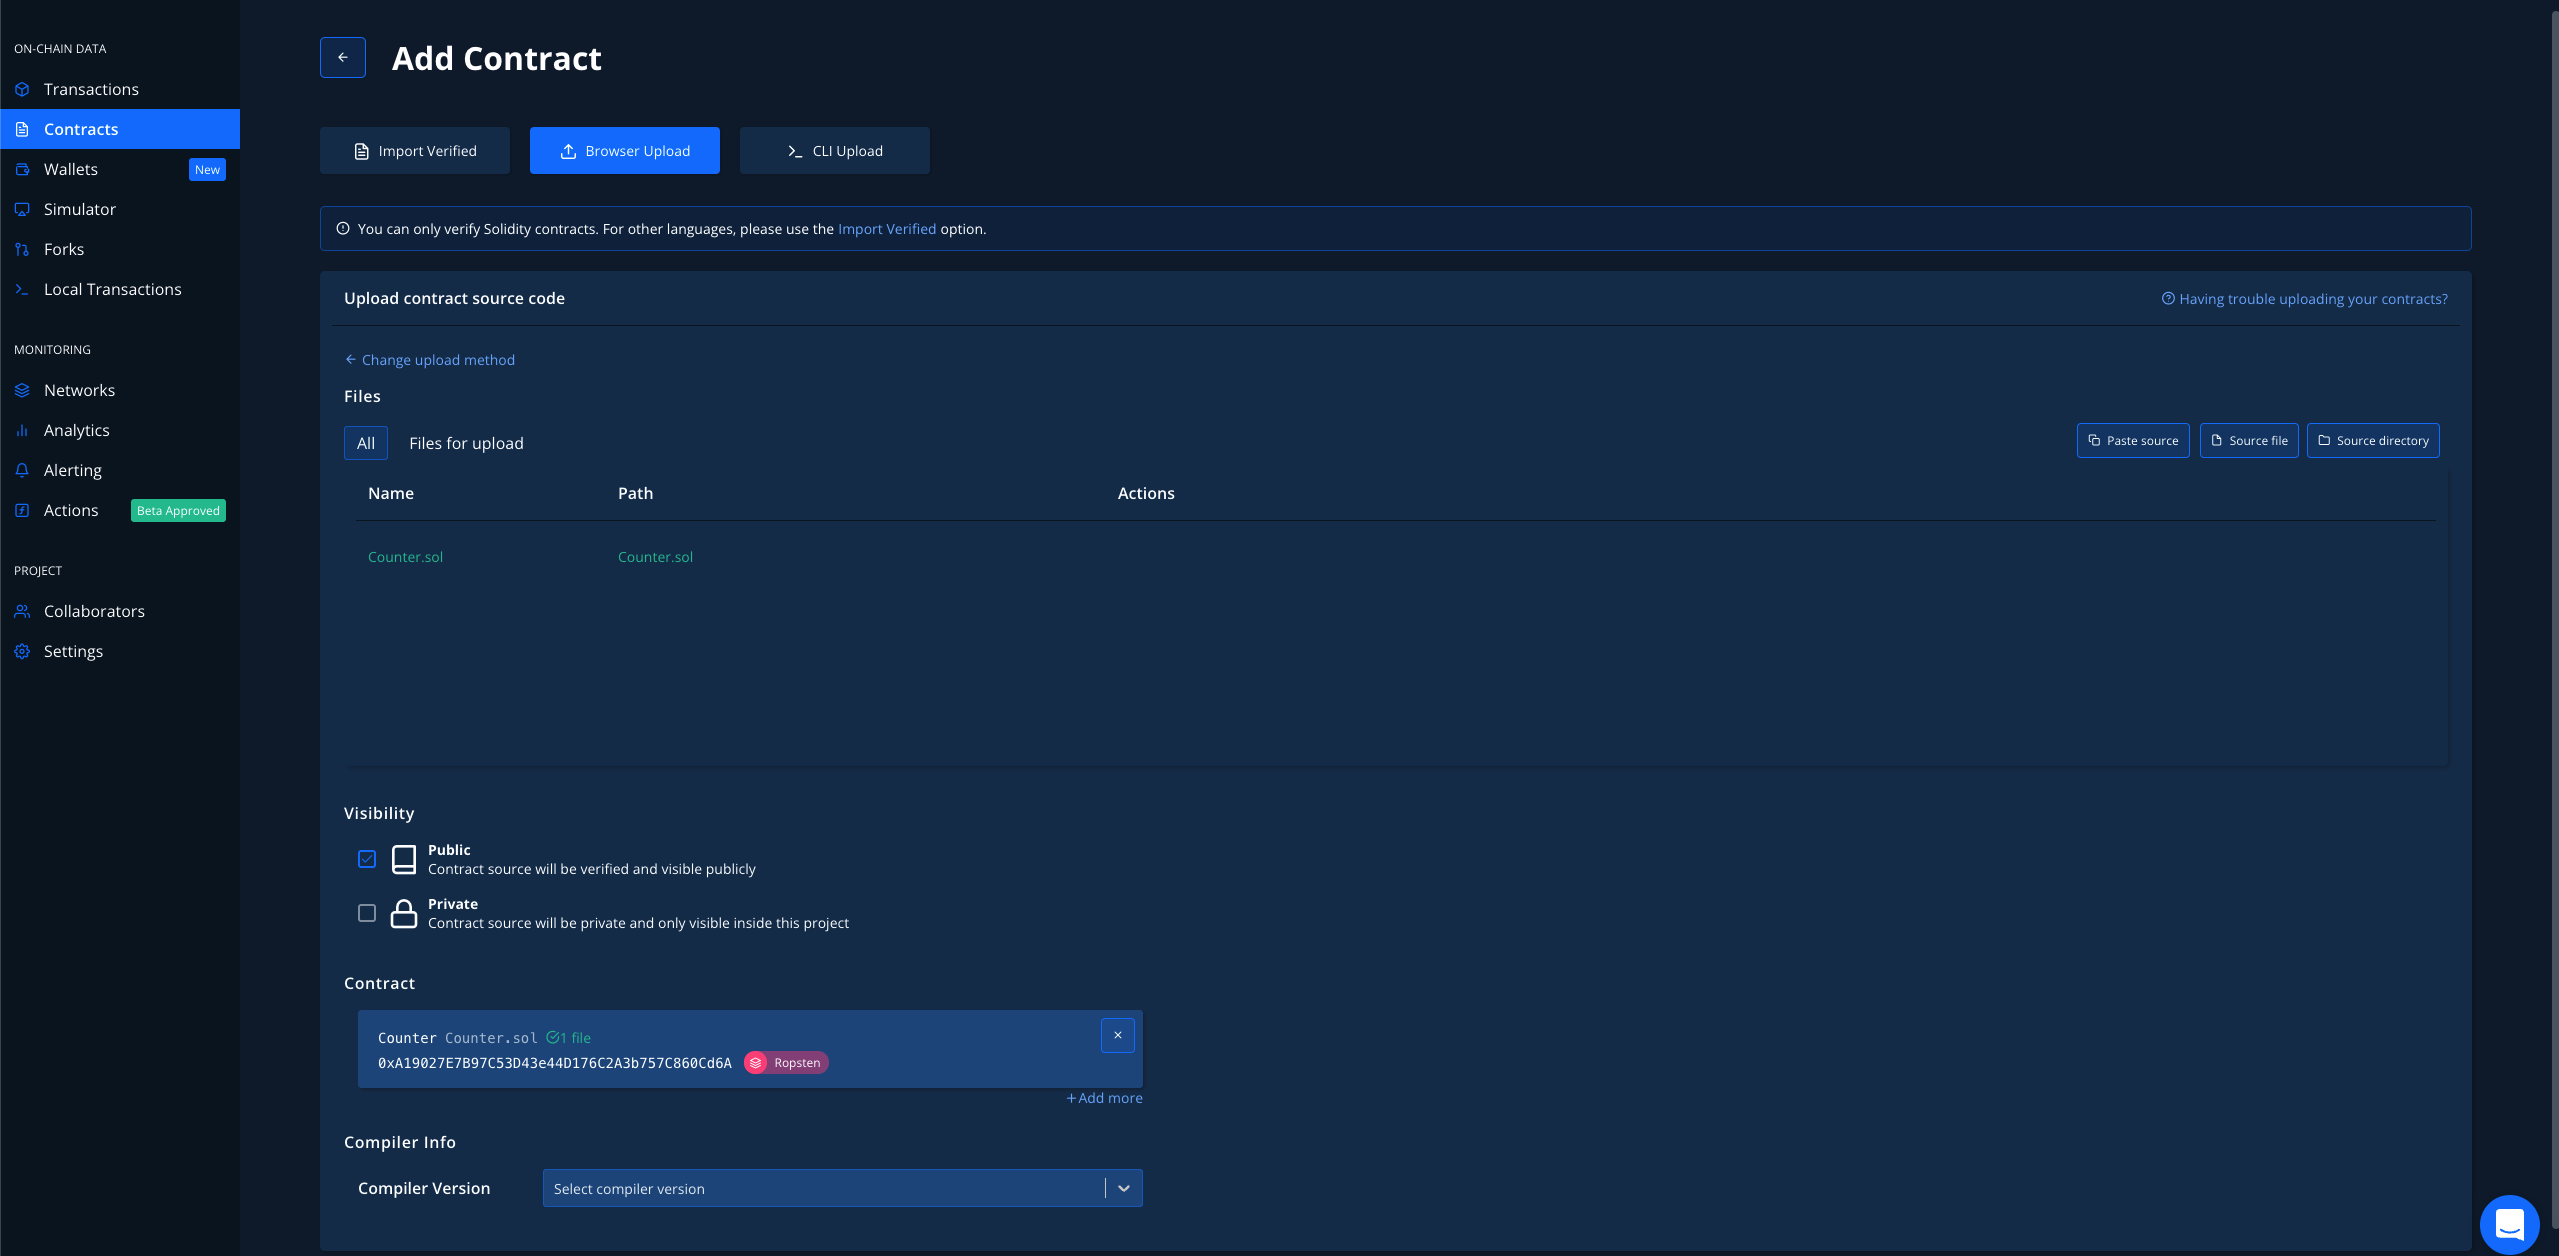 ON-CHAIN DATA
Transactions
Contracts
Wallets New
Simulator
Forks
Local Transactions
MONITORING
Networks
Analytics
Alerting
Actions Beta Approved
PROJECT
Collaborators
Settings
Add Contract
Import Verified Browser Upload CLI Upload
You can only verify Solidity contracts. For other languages, please use the Import Verified option.
Upload contract source code Having trouble uploading your contracts?
Change upload method
Files
All Files for upload Paste source Source file Source directory
Name Path Actions
Counter.sol Counter.sol
Visibility
Public
Contract source will be verified and visible publicly
Private
Contract source will be private and only visible inside this project
Contract
Counter Counter.sol 1 file
0xA19027E7B97C53D43e44D176C2A3b757C860Cd6A Ropsten
+ Add more
Compiler Info
Compiler Version Select compiler version